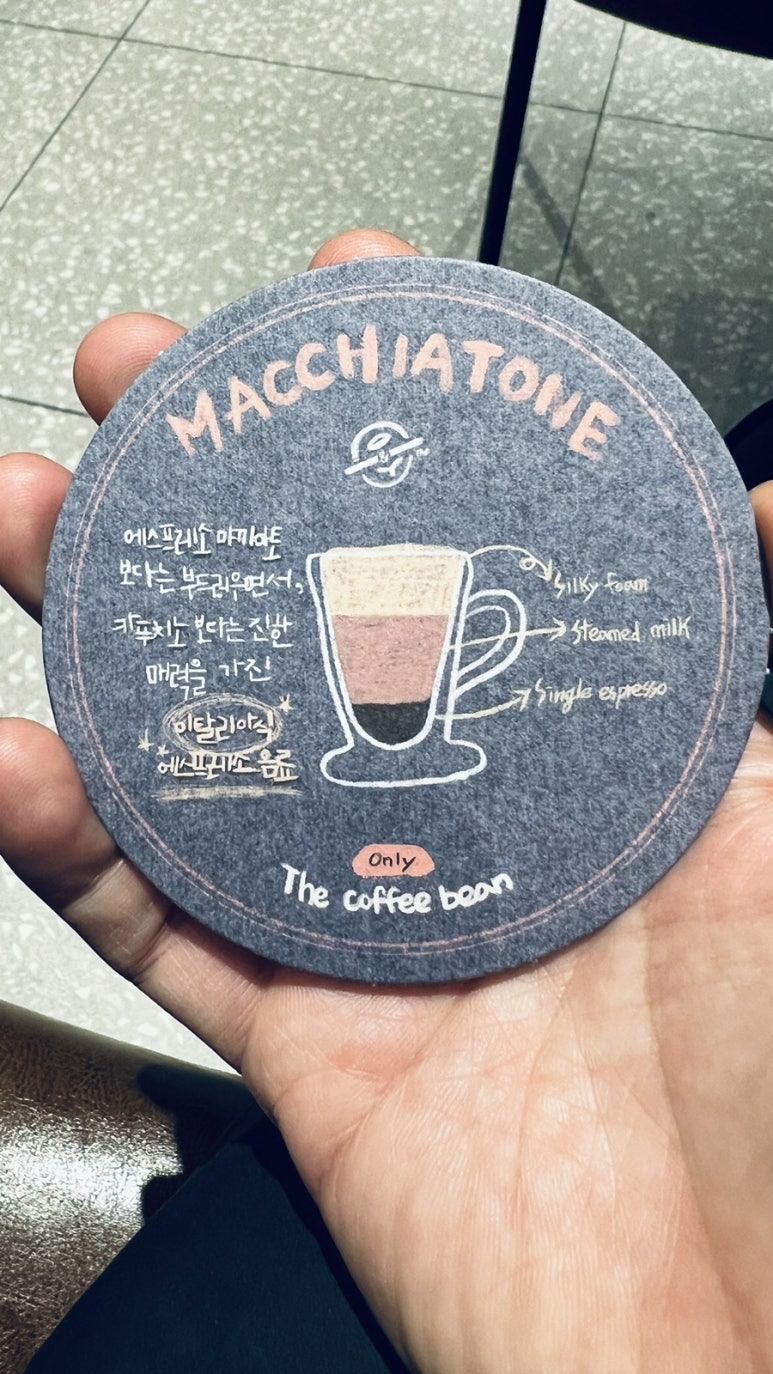 MACCHIATONE
&
TM
에스프레소 마끼아또
보다는 부드러우면서,
카푸치노 보다는 진한
매력을 가진
이탈리아식
에스프레소 음료
Silky foam
Steamed milk
Single espresso
Only
The coffee bean